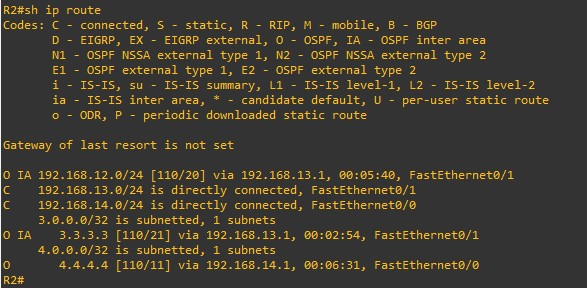 R2#sh ip route
Codes: C - connected, S - static, R - RIP, M - mobile, B - BGP
       D - EIGRP, EX - EIGRP external, O - OSPF, IA - OSPF inter area
       N1 - OSPF NSSA external type 1, N2 - OSPF NSSA external type 2
       E1 - OSPF external type 1, E2 - OSPF external type 2
       i - IS-IS, su - IS-IS summary, L1 - IS-IS level-1, L2 - IS-IS level-2
       ia - IS-IS inter area, * - candidate default, U - per-user static route
       o - ODR, P - periodic downloaded static route

Gateway of last resort is not set

O IA 192.168.12.0/24 [110/20] via 192.168.13.1, 00:05:40, FastEthernet0/1
C    192.168.13.0/24 is directly connected, FastEthernet0/1
C    192.168.14.0/24 is directly connected, FastEthernet0/0
     3.0.0.0/32 is subnetted, 1 subnets
O IA    3.3.3.3 [110/21] via 192.168.13.1, 00:02:54, FastEthernet0/1
     4.0.0.0/32 is subnetted, 1 subnets
O       4.4.4.4 [110/11] via 192.168.14.1, 00:06:31, FastEthernet0/0
R2#